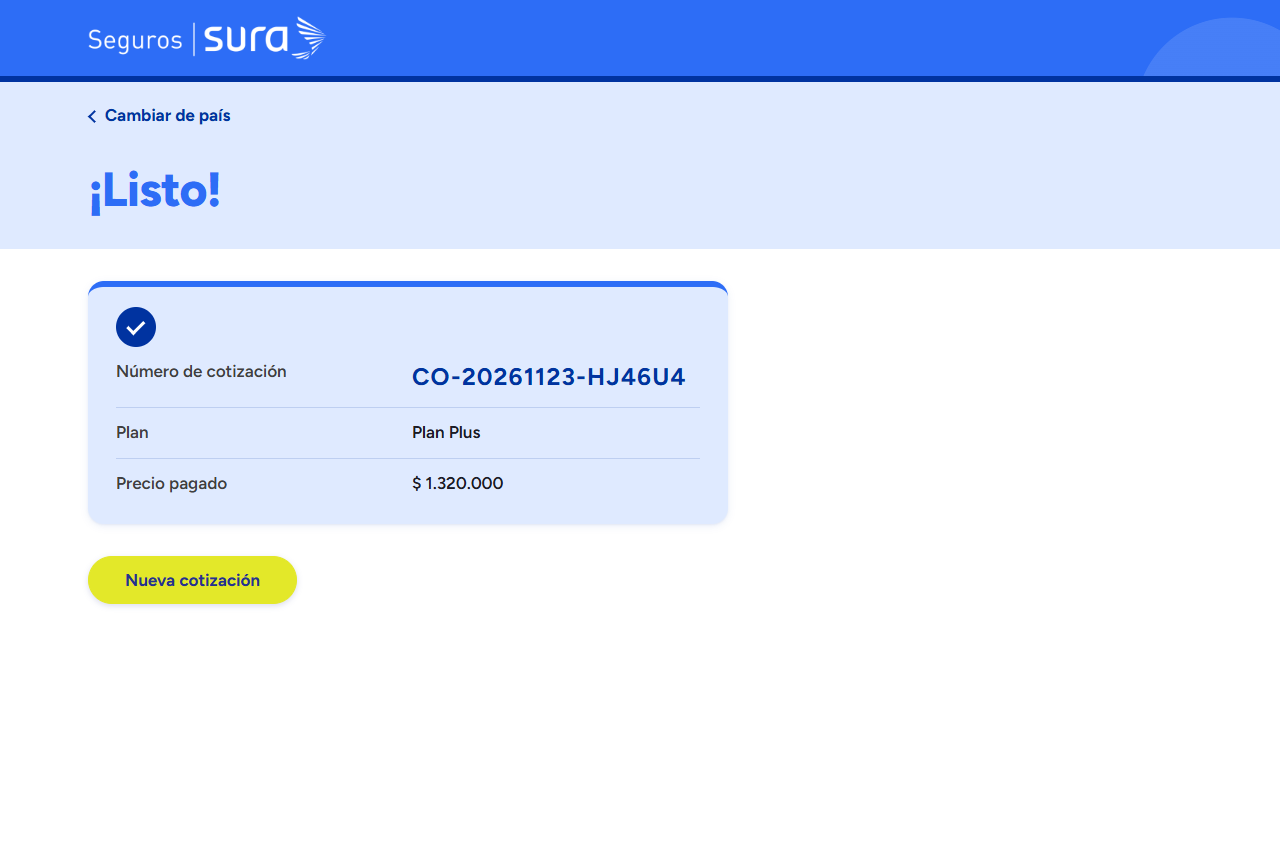 Seguros sura
Cambiar de país
¡Listo!
Número de cotización CO-20261123-HJ46U4
Plan Plan Plus
Precio pagado $ 1.320.000
Nueva cotización